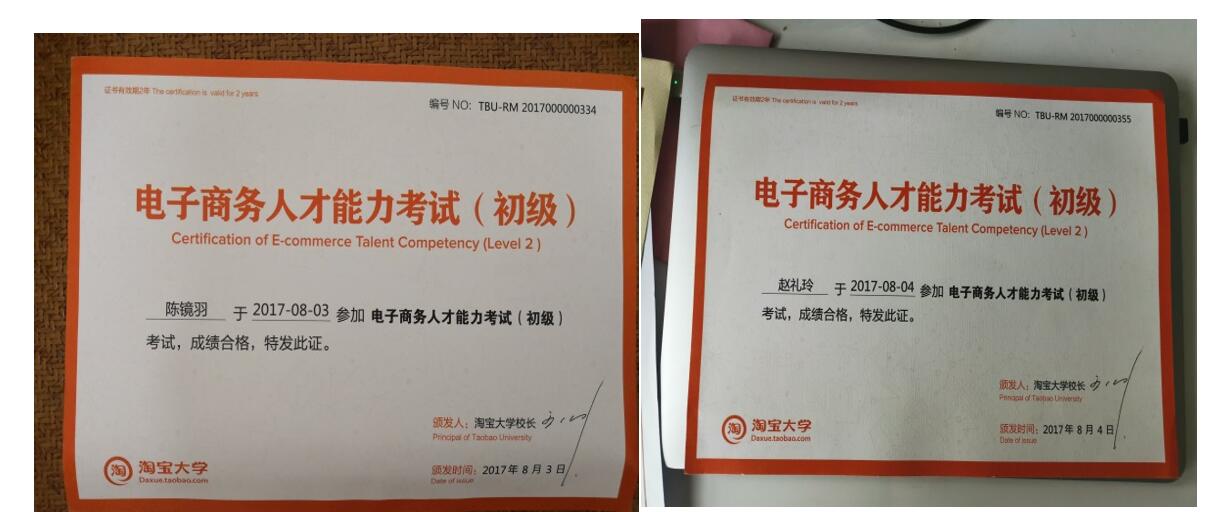 证书有效期2年 The certification is valid for 2 years
编号 NO: TBU-RM 2017000000334
电子商务人才能力考试（初级）
Certification of E-commerce Talent Competency (Level 2 )
陈镜羽 于 2017-08-03 参加 电子商务人才能力考试（初级）
考试，成绩合格，特发此证。
颁发人：淘宝大学校长
Principal of Taobao University
淘 淘宝大学
Daxue.taobao.com
颁发时间：2017 年 8 月 3 日
Date of issue
证书有效期2年 The certification is valid for 2 years
编号 NO: TBU-RM 2017000000355
电子商务人才能力考试（初级）
Certification of E-commerce Talent Competency (Level 2 )
赵礼玲 于 2017-08-04 参加 电子商务人才能力考试（初级）
考试，成绩合格，特发此证。
颁发人：淘宝大学校长
Principal of Taobao University
淘 淘宝大学
Daxue.taobao.com
颁发时间：2017 年 8 月 4 日
Date of issue